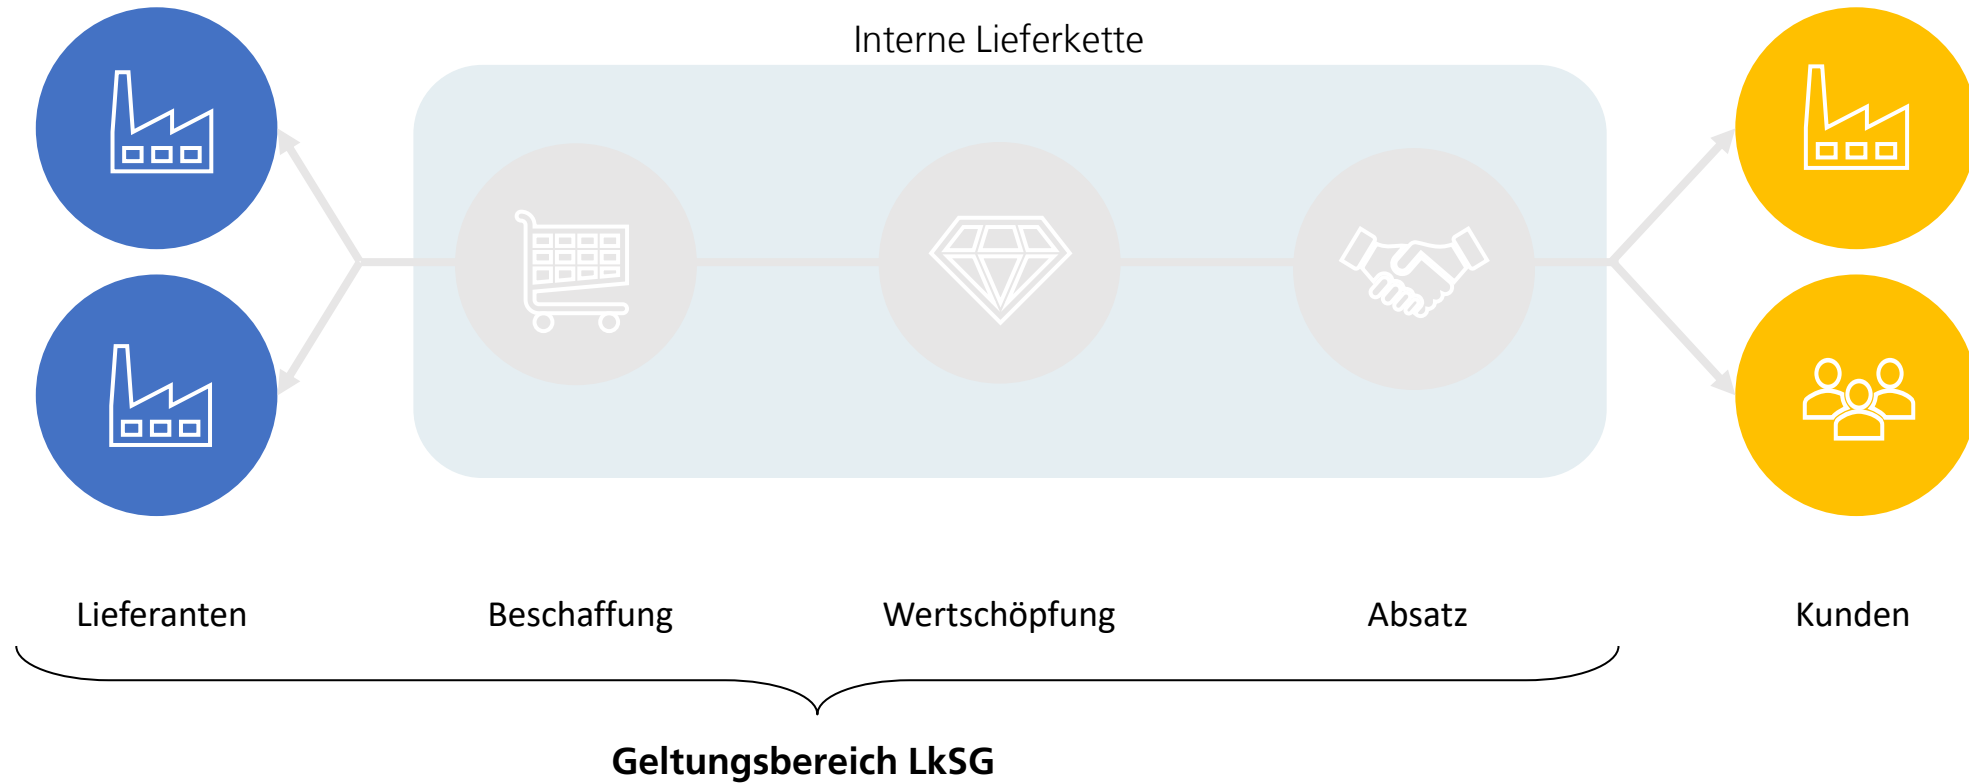 Interne Lieferkette
Lieferanten
Beschaffung
Wertschöpfung
Absatz
Kunden
Geltungsbereich LkSG